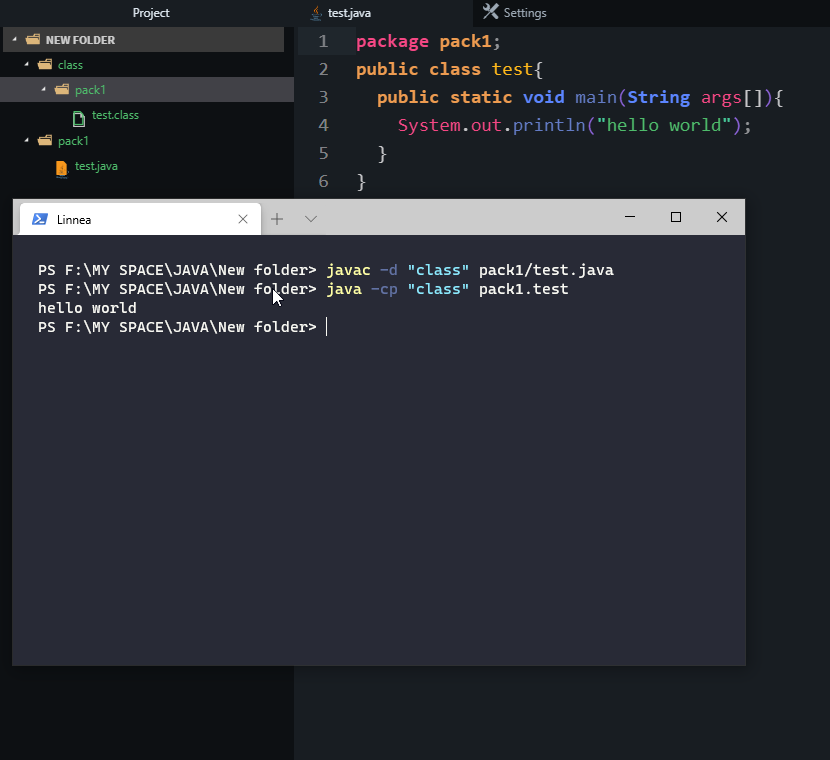 Project
test.java
Settings
NEW FOLDER
class
pack1
test.class
pack1
test.java
1 package pack1;
2 public class test{
3 public static void main(String args[]){
4 System.out.println("hello world");
5 }
6 }
Linnea
PS F:\MY SPACE\JAVA\New folder> javac -d "class" pack1/test.java
PS F:\MY SPACE\JAVA\New folder> java -cp "class" pack1.test
hello world
PS F:\MY SPACE\JAVA\New folder>